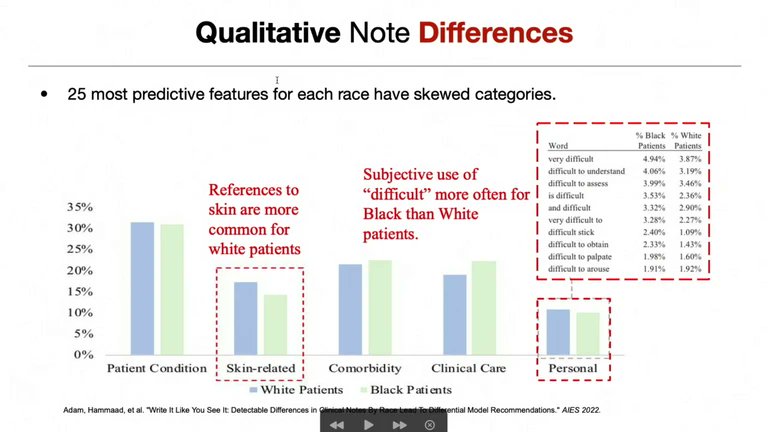 Qualitative Note Differences
• 25 most predictive features for each race have skewed categories.
References to
skin are more
common for
white patients
Subjective use of
“difficult” more often for
Black than White
patients.
% Black % White
Word Patients Patients
very difficult 4.94% 3.87%
difficult to understand 4.06% 3.19%
difficult to assess 3.99% 3.46%
is difficult 3.53% 2.36%
and difficult 3.32% 2.90%
very difficult to 3.28% 2.27%
difficult stick 2.40% 1.09%
difficult to obtain 2.33% 1.43%
difficult to palpate 1.98% 1.60%
difficult to arouse 1.91% 1.92%
35%
30%
25%
20%
15%
10%
5%
0%
Patient Condition Skin-related Comorbidity Clinical Care Personal
White Patients Black Patients
Adam, Hammaad, et al. "Write It Like You See It: Detectable Differences in Clinical Notes By Race Lead To Differential Model Recommendations." AIES 2022.